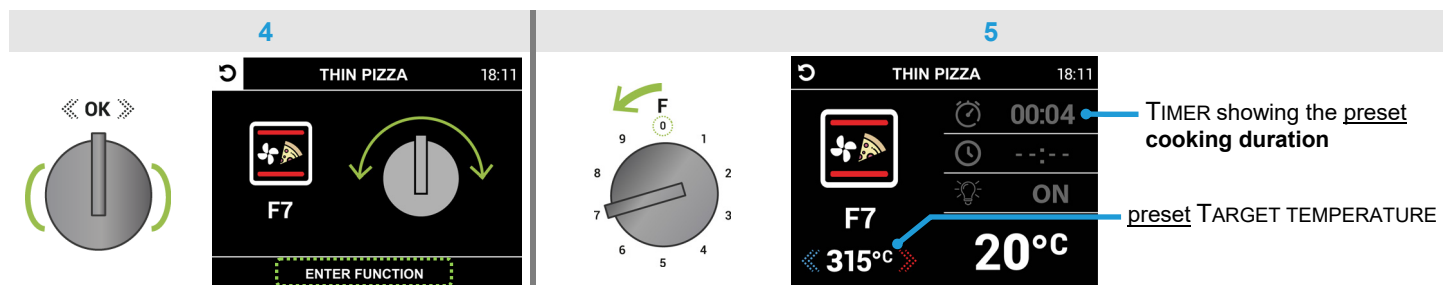 4
5
OK
THIN PIZZA 18:11
F7
ENTER FUNCTION
F
0
1
2
3
4
5
6
7
8
9
THIN PIZZA 18:11
00:04
--:--
ON
F7
315°C
20°C
TIMER showing the preset
cooking duration
preset TARGET TEMPERATURE